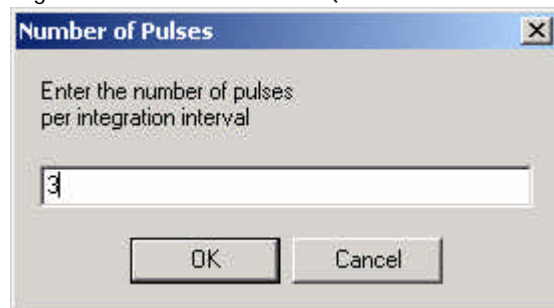 Number of Pulses
Enter the number of pulses
per integration interval
3
OK
Cancel